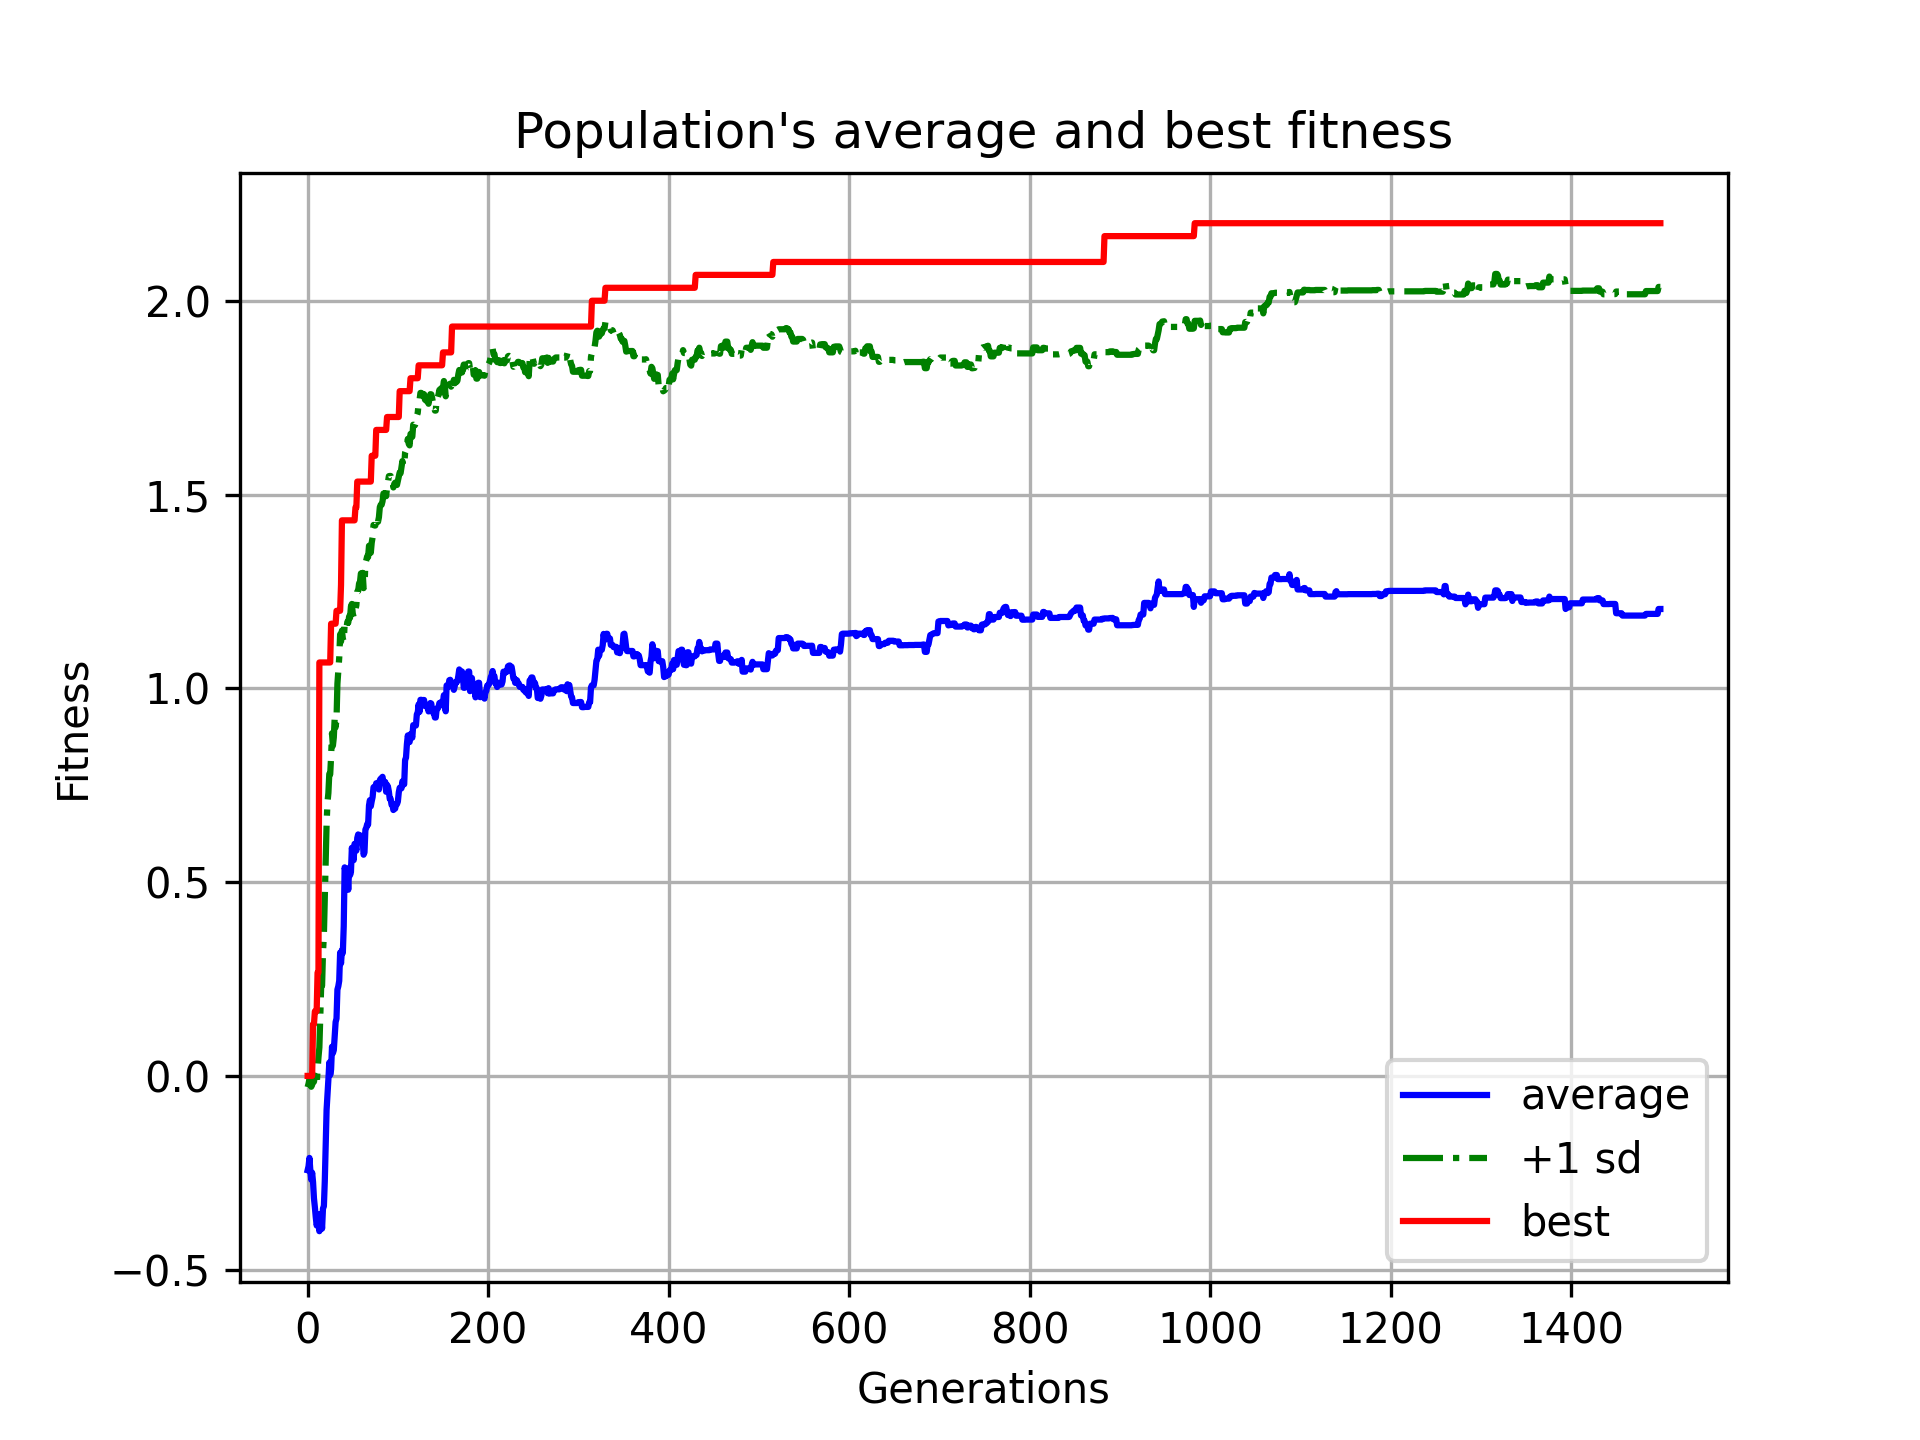 Population's average and best fitness
Fitness
2.0
1.5
1.0
0.5
0.0
−0.5
0 200 400 600 800 1000 1200 1400
Generations
average
+1 sd
best